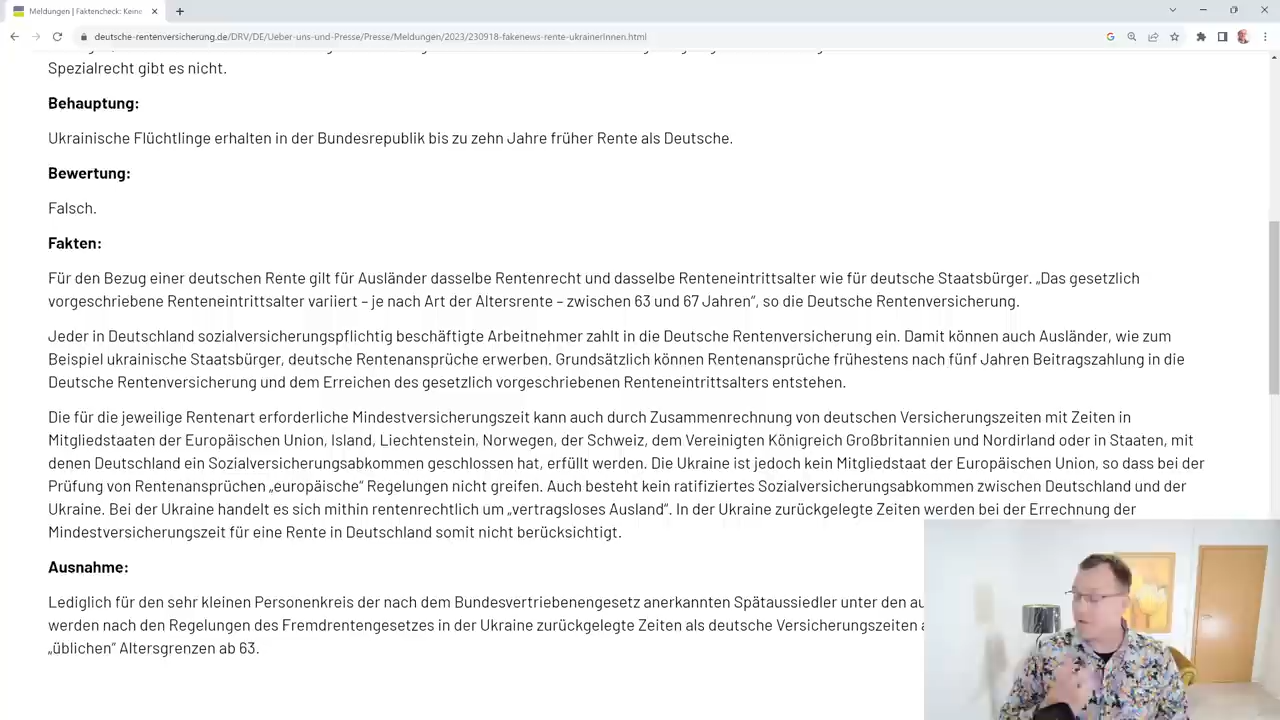 Meldungen | Faktencheck: Keine
deutsche-rentenversicherung.de/DRV/DE/Ueber-uns-und-Presse/Presse/Meldungen/2023/230918-fakenews-rente-ukrainerInnen.html
Spezialrecht gibt es nicht.
Behauptung:
Ukrainische Flüchtlinge erhalten in der Bundesrepublik bis zu zehn Jahre früher Rente als Deutsche.
Bewertung:
Falsch.
Fakten:
Für den Bezug einer deutschen Rente gilt für Ausländer dasselbe Rentenrecht und dasselbe Renteneintrittsalter wie für deutsche Staatsbürger. „Das gesetzlich
vorgeschriebene Renteneintrittsalter variiert – je nach Art der Altersrente – zwischen 63 und 67 Jahren“, so die Deutsche Rentenversicherung.
Jeder in Deutschland sozialversicherungspflichtig beschäftigte Arbeitnehmer zahlt in die Deutsche Rentenversicherung ein. Damit können auch Ausländer, wie zum
Beispiel ukrainische Staatsbürger, deutsche Rentenansprüche erwerben. Grundsätzlich können Rentenansprüche frühestens nach fünf Jahren Beitragszahlung in die
Deutsche Rentenversicherung und dem Erreichen des gesetzlich vorgeschriebenen Renteneintrittsalters entstehen.
Die für die jeweilige Rentenart erforderliche Mindestversicherungszeit kann auch durch Zusammenrechnung von deutschen Versicherungszeiten mit Zeiten in
Mitgliedstaaten der Europäischen Union, Island, Liechtenstein, Norwegen, der Schweiz, dem Vereinigten Königreich Großbritannien und Nordirland oder in Staaten, mit
denen Deutschland ein Sozialversicherungsabkommen geschlossen hat, erfüllt werden. Die Ukraine ist jedoch kein Mitgliedstaat der Europäischen Union, so dass bei der
Prüfung von Rentenansprüchen „europäische“ Regelungen nicht greifen. Auch besteht kein ratifiziertes Sozialversicherungsabkommen zwischen Deutschland und der
Ukraine. Bei der Ukraine handelt es sich mithin rentenrechtlich um „vertragsloses Ausland“. In der Ukraine zurückgelegte Zeiten werden bei der Errechnung der
Mindestversicherungszeit für eine Rente in Deutschland somit nicht berücksichtigt.
Ausnahme:
Lediglich für den sehr kleinen Personenkreis der nach dem Bundesvertriebenengesetz anerkannten Spätaussiedler unter den
werden nach den Regelungen des Fremdrentengesetzes in der Ukraine zurückgelegte Zeiten als deutsche Versicherungszeiten
„üblichen“ Altersgrenzen ab 63.